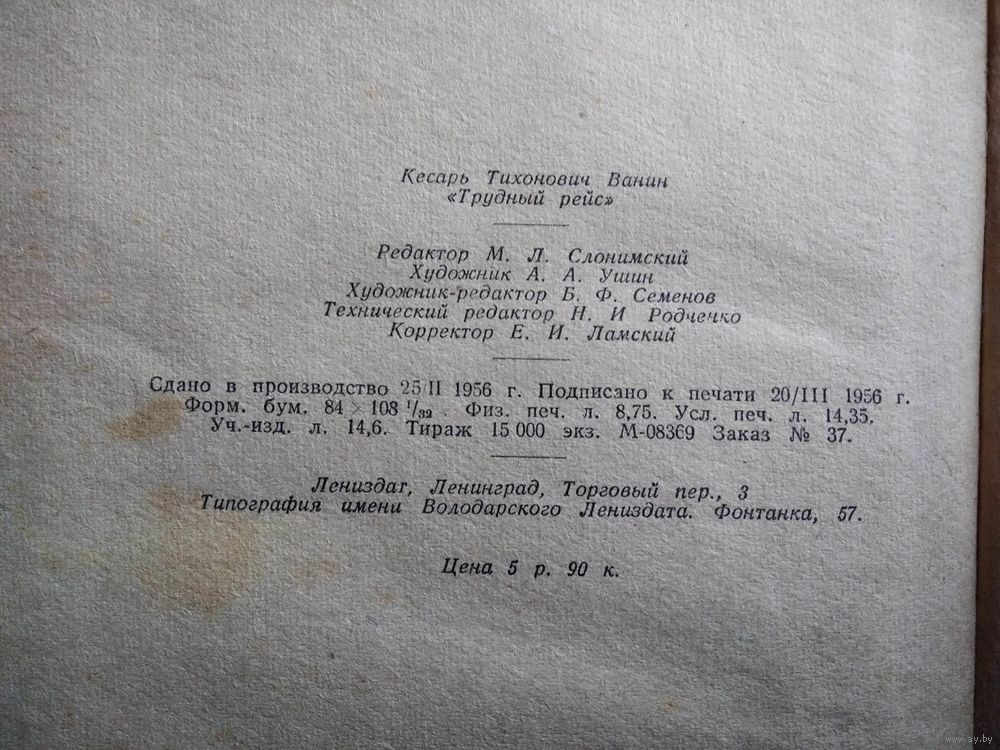 Кесарь Тихонович Ванин
«Трудный рейс»
Редактор М. Л. Слонимский
Художник А. А. Ушин
Художник-редактор Б. Ф. Семенов
Технический редактор Н. И Родченко
Корректор Е. И. Ламский
Сдано в производство 25/II 1956 г. Подписано к печати 20/III 1956 г.
Форм. бум. 84 × 108 1/32 . Физ. печ. л. 8,75. Усл. печ. л. 14,35.
Уч.-изд. л. 14,6. Тираж 15 000 экз. М-08369 Заказ № 37.
Лениздат, Ленинград, Торговый пер., 3
Типография имени Володарского Лениздата. Фонтанка, 57.
Цена 5 р. 90 к.
www.ay.by